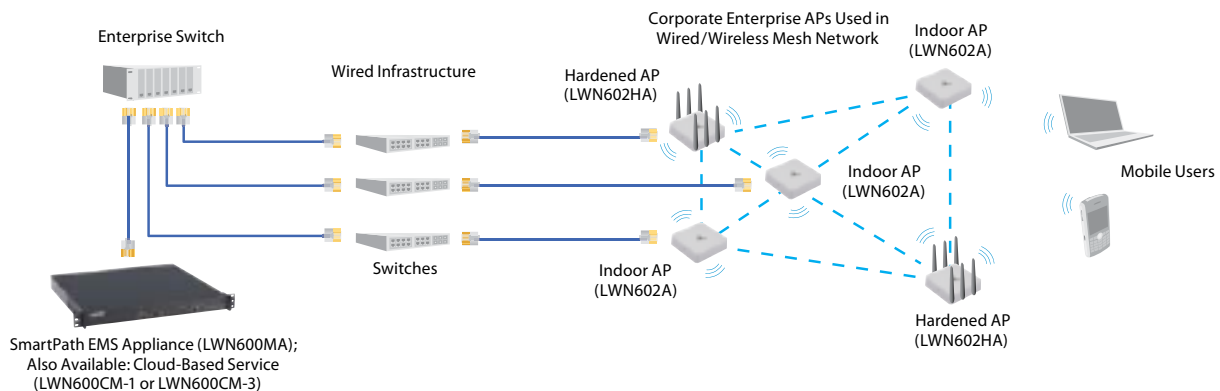 Enterprise Switch
Wired Infrastructure
Corporate Enterprise APs Used in
Wired/Wireless Mesh Network
Hardened AP
(LWN602HA)
Indoor AP
(LWN602A)
Indoor AP
(LWN602A)
Mobile Users
Switches
Indoor AP
(LWN602A)
Hardened AP
(LWN602HA)
SmartPath EMS Appliance (LWN600MA);
Also Available: Cloud-Based Service
(LWN600CM-1 or LWN600CM-3)